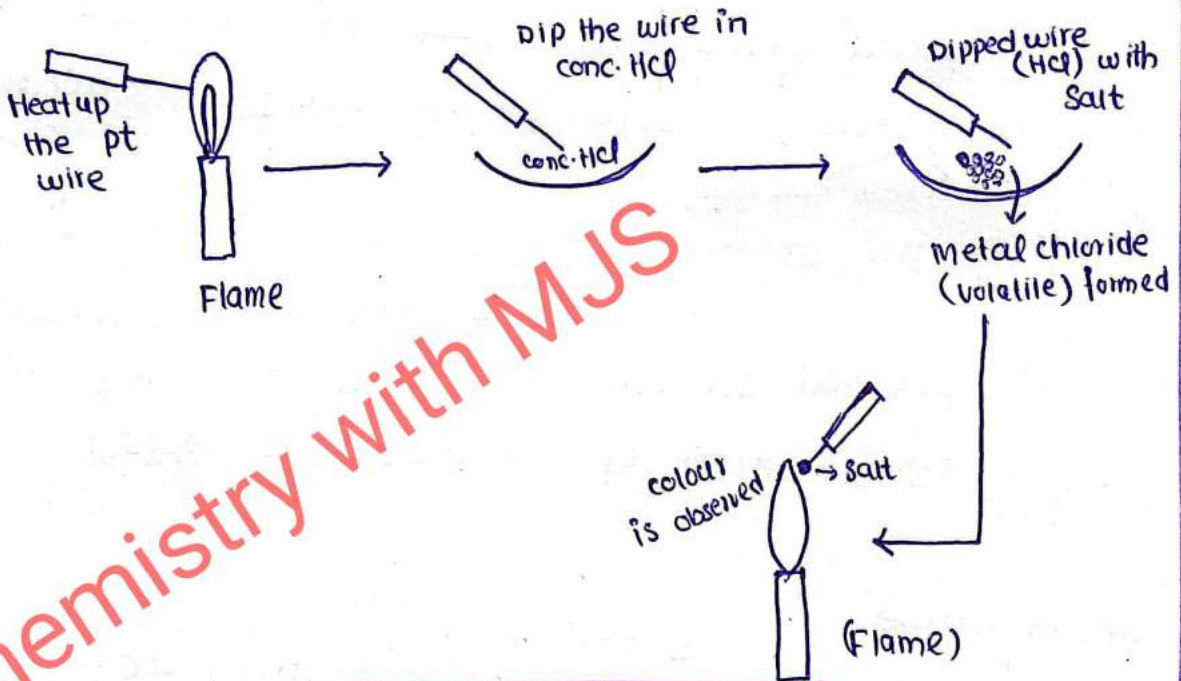 Heat up
the pt
wire
Flame
Dip the wire in
conc. HCl
conc. HCl
Dipped wire
(HCl) with
Salt
Metal chloride
(volatile) formed
colour
is observed
→ salt
(Flame)
hemistry with MJS